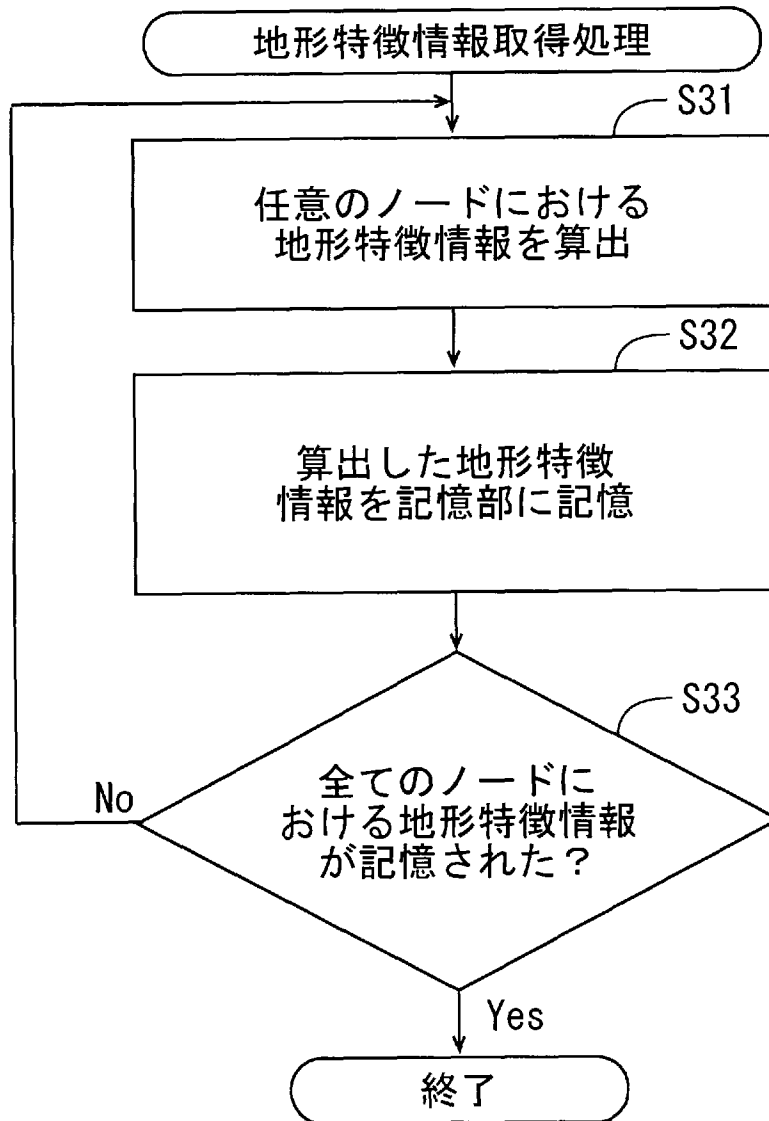 地形特徴情報取得処理
S31
任意のノードにおける
地形特徴情報を算出
S32
算出した地形特徴
情報を記憶部に記憶
S33
全てのノードに
おける地形特徴情報
が記憶された？
No
Yes
終了